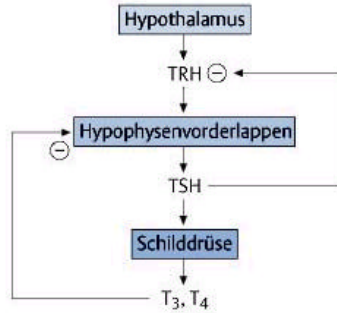 Hypothalamus
TRH ⊖
Hypophysenvorderlappen
⊖
TSH
Schilddrüse
T₃, T₄